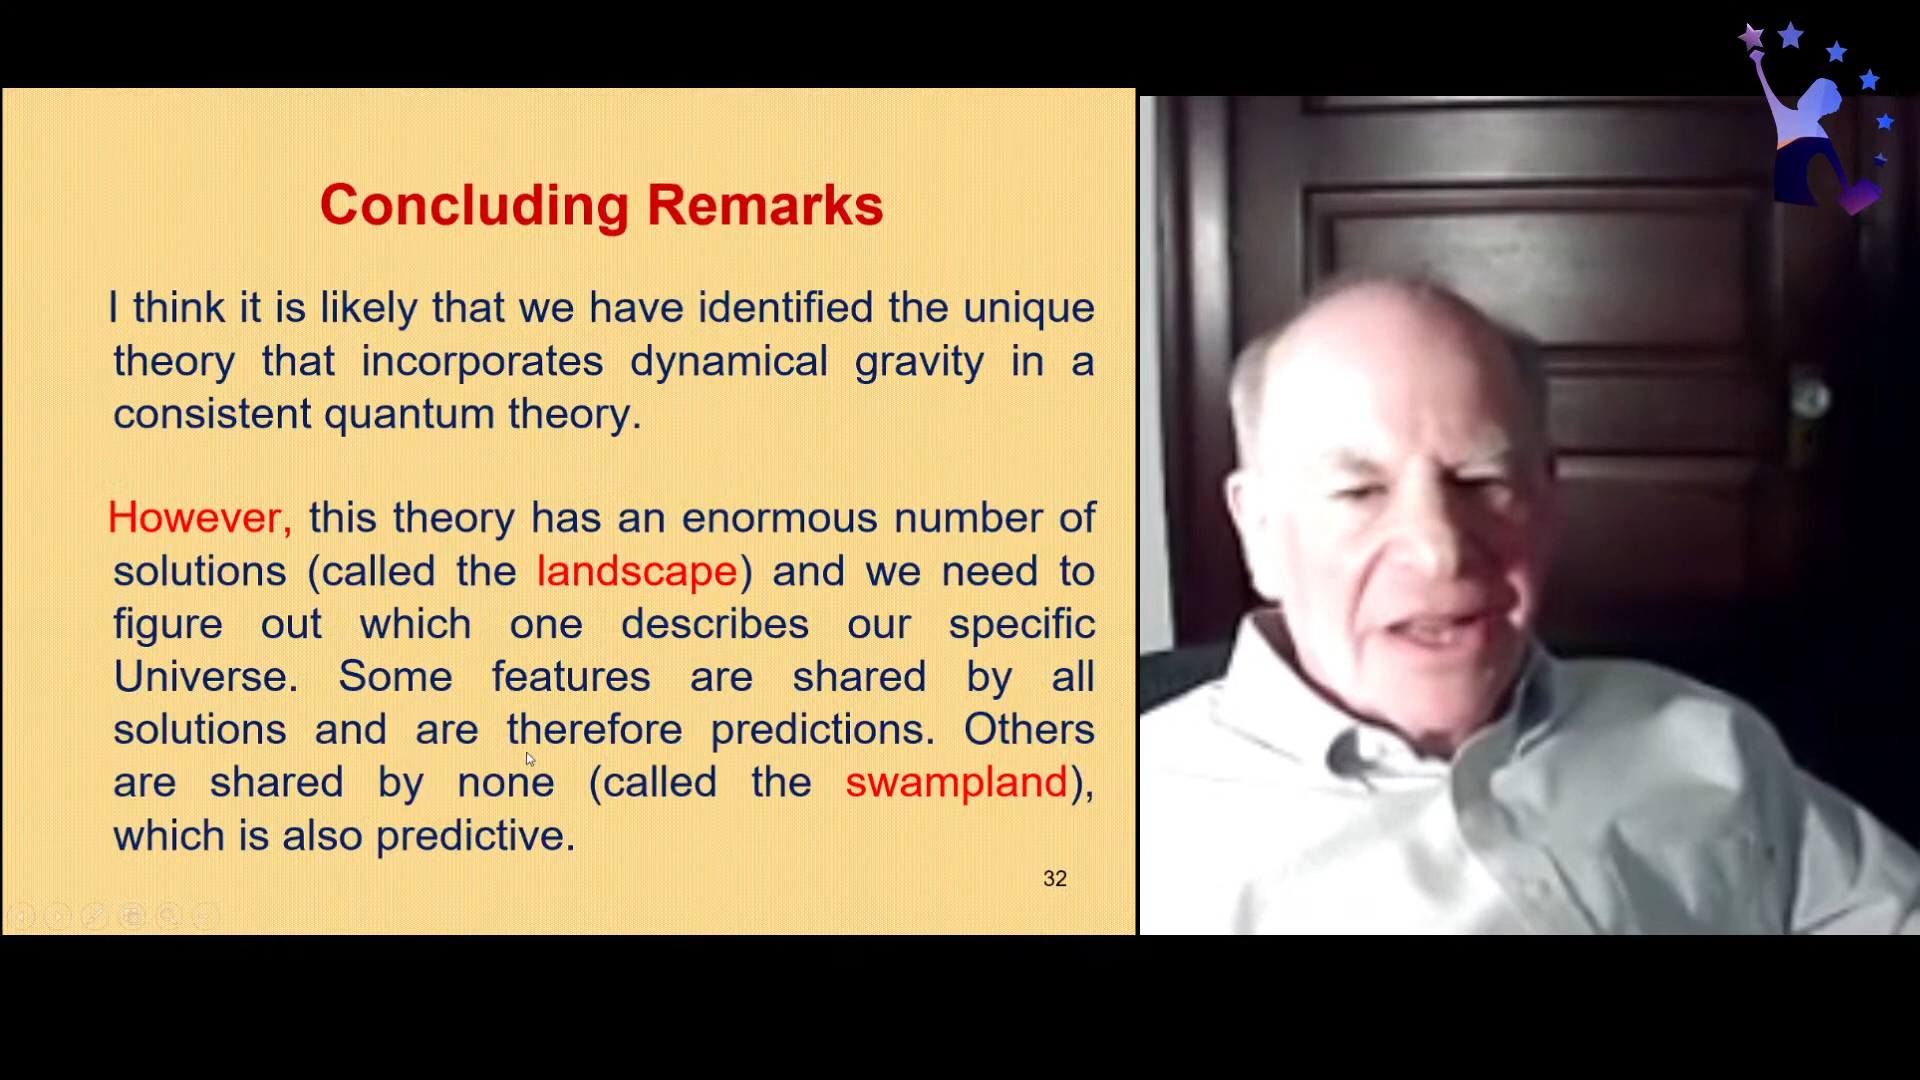 Concluding Remarks
I think it is likely that we have identified the unique
theory that incorporates dynamical gravity in a
consistent quantum theory.
However, this theory has an enormous number of
solutions (called the landscape) and we need to
figure out which one describes our specific
Universe. Some features are shared by all
solutions and are therefore predictions. Others
are shared by none (called the swampland),
which is also predictive.
32